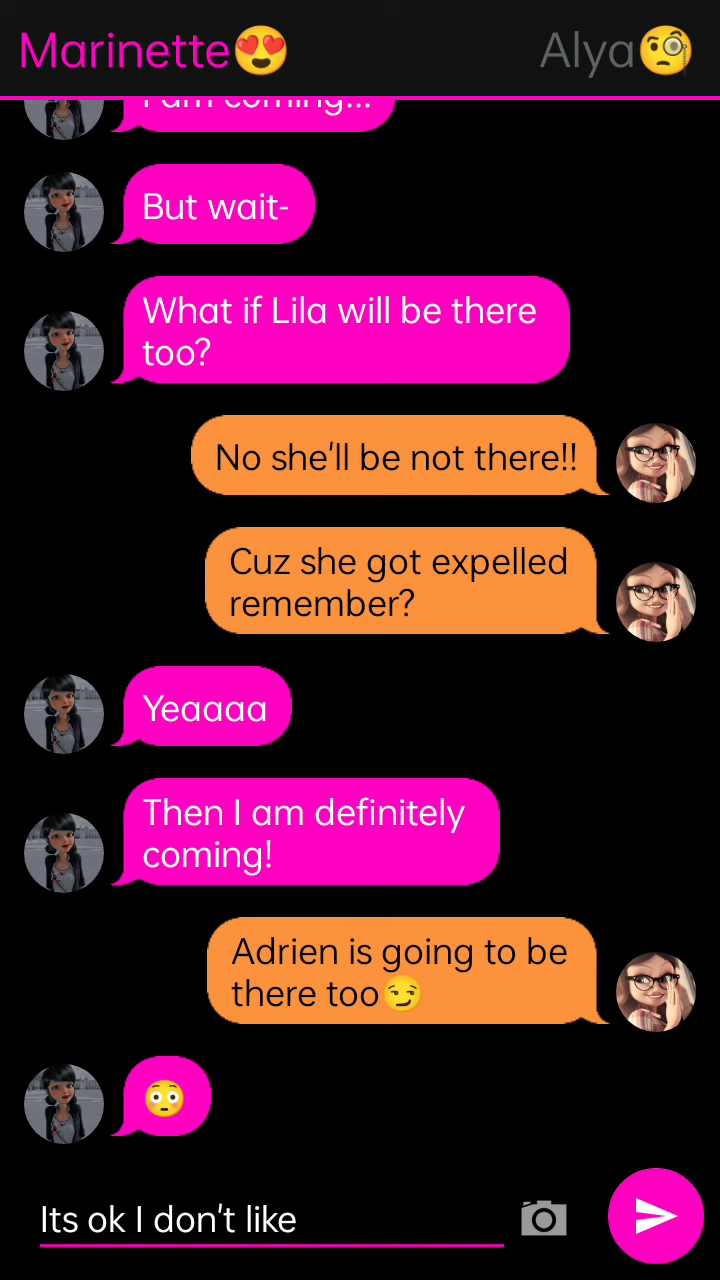 Marinette😍 Alya🧐
I am coming...
But wait-
What if Lila will be there
too?
No she'll be not there!!
Cuz she got expelled
remember?
Yeaaaa
Then I am definitely
coming!
Adrien is going to be
there too😏
😳
Its ok I don't like